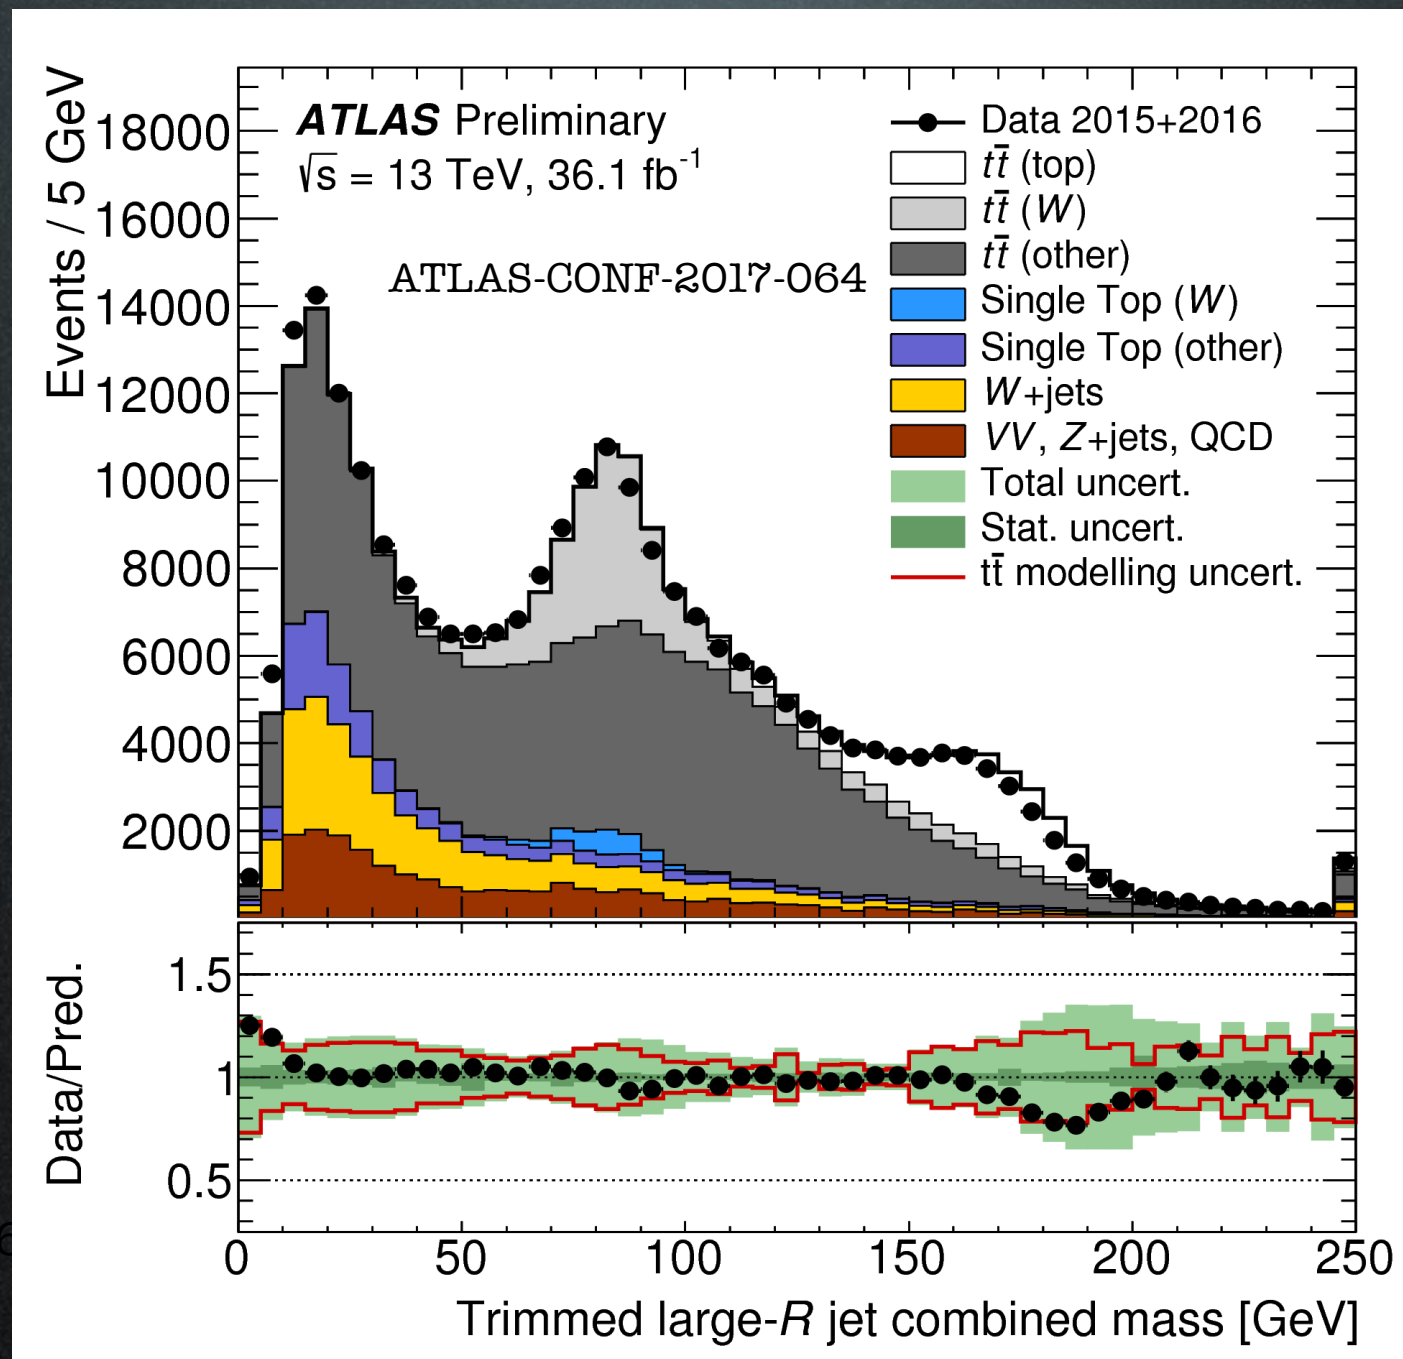 Events / 5 GeV
18000
16000
14000
12000
10000
8000
6000
4000
2000
ATLAS Preliminary
√s = 13 TeV, 36.1 fb⁻¹
ATLAS-CONF-2017-064
Data 2015+2016
tt̄ (top)
tt̄ (W)
tt̄ (other)
Single Top (W)
Single Top (other)
W+jets
VV, Z+jets, QCD
Total uncert.
Stat. uncert.
tt̄ modelling uncert.
Data/Pred.
1.5
1
0.5
0 50 100 150 200 250
Trimmed large-R jet combined mass [GeV]